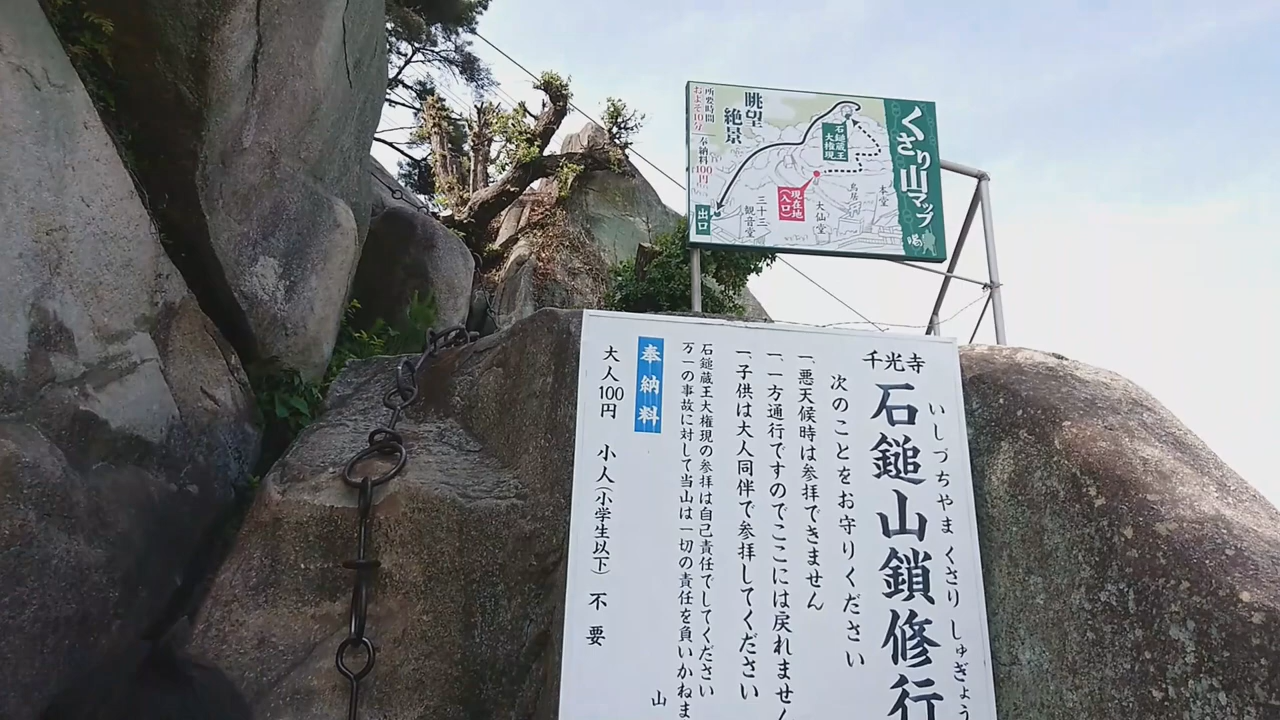 くさり山マップ
喝
眺望
絶景
所要時間
およそ10分
奉納料100円
石鎚蔵王
大権現
現在地
(入口)
出口
本堂
鳥居
大仙堂
三十三
観音堂
千光寺
石鎚山鎖修行
いしづちやま くさり しゅぎょう
次のことをお守りください
一、悪天候時は参拝できません
一、一方通行ですのでここには戻れませ
一、子供は大人同伴で参拝してください
石鎚蔵王大権現の参拝は自己責任でしてください
万一の事故に対して当山は一切の責任を負いかねま
山
奉納料
大人100円 小人(小学生以下) 不要